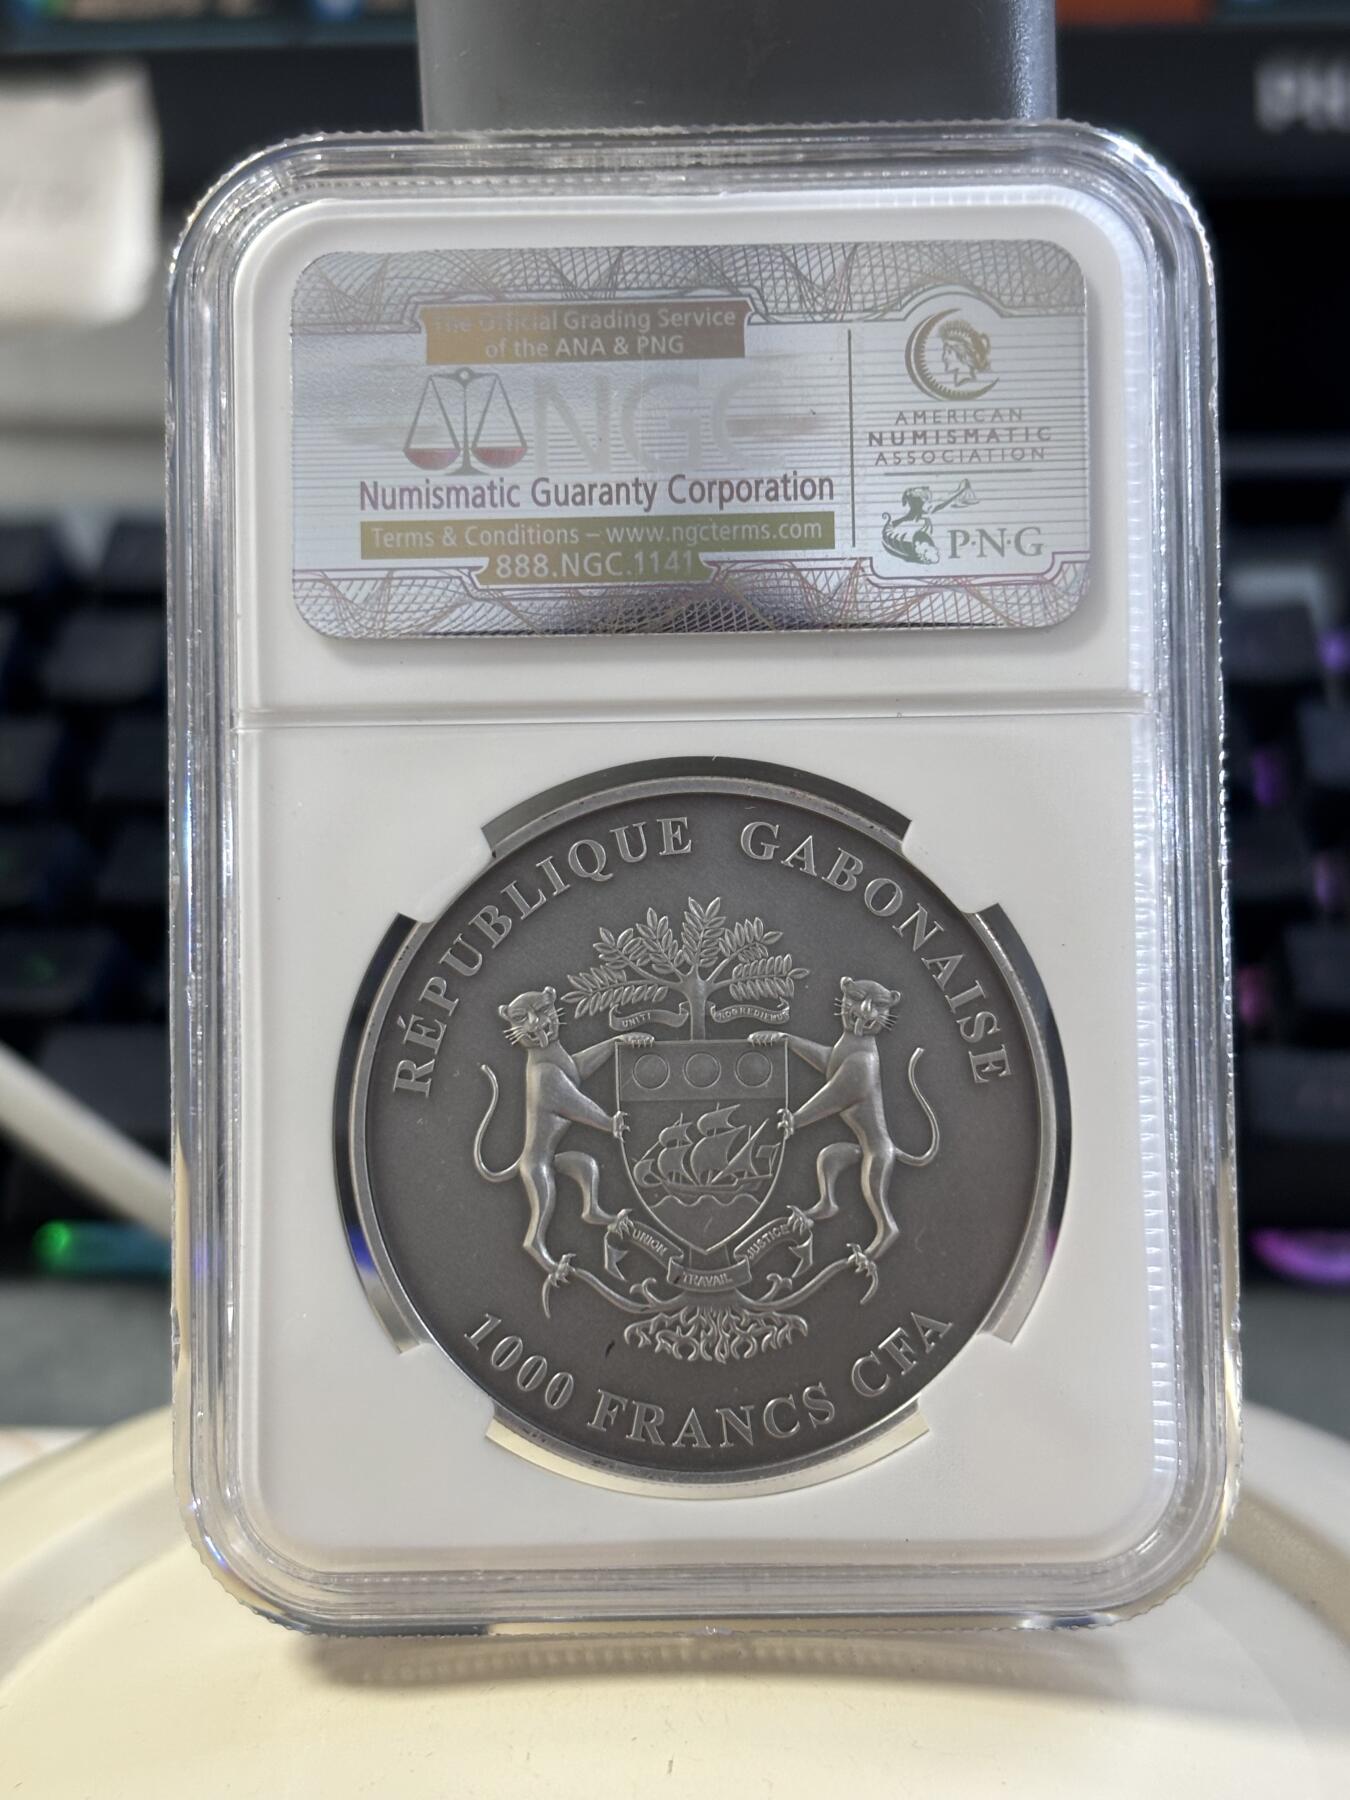 The Official Grading Service
of the ANA & PNG
NGC
Numismatic Guaranty Corporation
Terms & Conditions – www.ngcterms.com
888.NGC.1141
AMERICAN
NUMISMATIC
ASSOCIATION
P·N·G
RÉPUBLIQUE GABONAISE
UNITI
UNION
TRAVAIL
JUSTICE
1000 FRANCS CFA